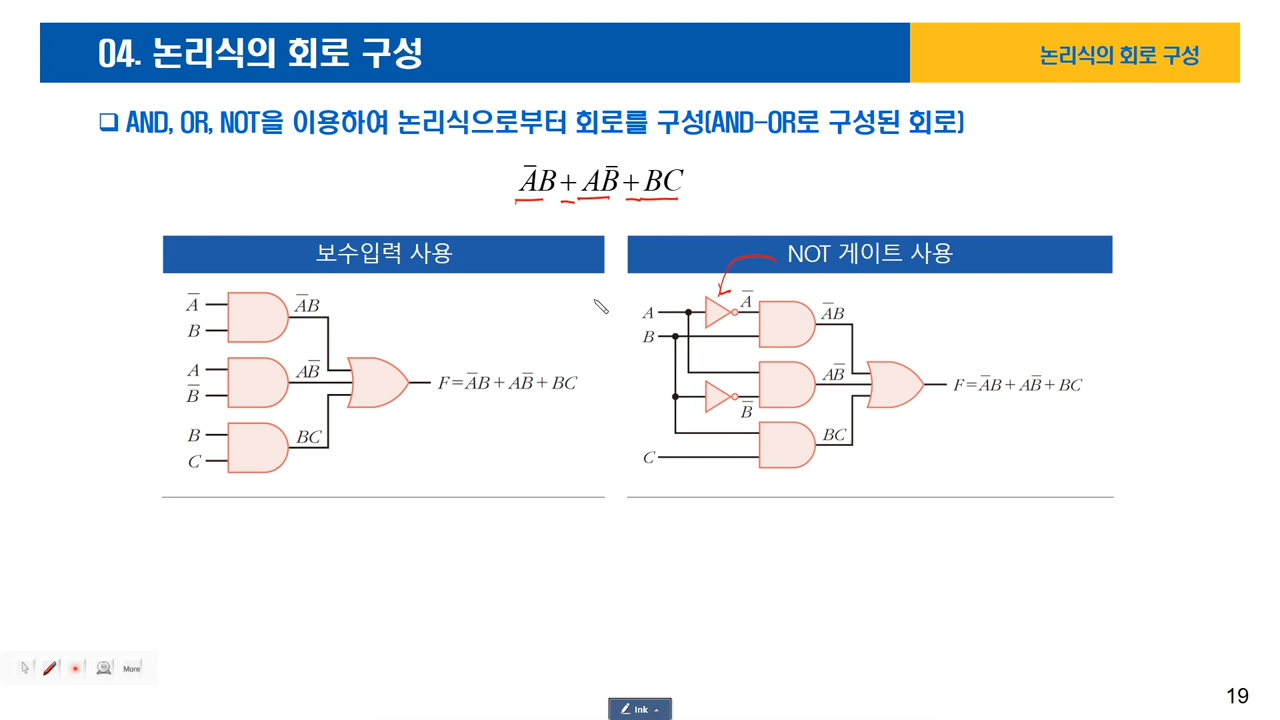 04. 논리식의 회로 구성
논리식의 회로 구성
❑ AND, OR, NOT을 이용하여 논리식으로부터 회로를 구성(AND-OR로 구성된 회로)
A̅B + AB̅ + BC
보수입력 사용
A̅
B
A̅B
A
B̅
AB̅
B
C
BC
F = A̅B + AB̅ + BC
NOT 게이트 사용
A
A̅
B
A̅B
AB̅
B̅
C
BC
F = A̅B + AB̅ + BC
More
Ink
19